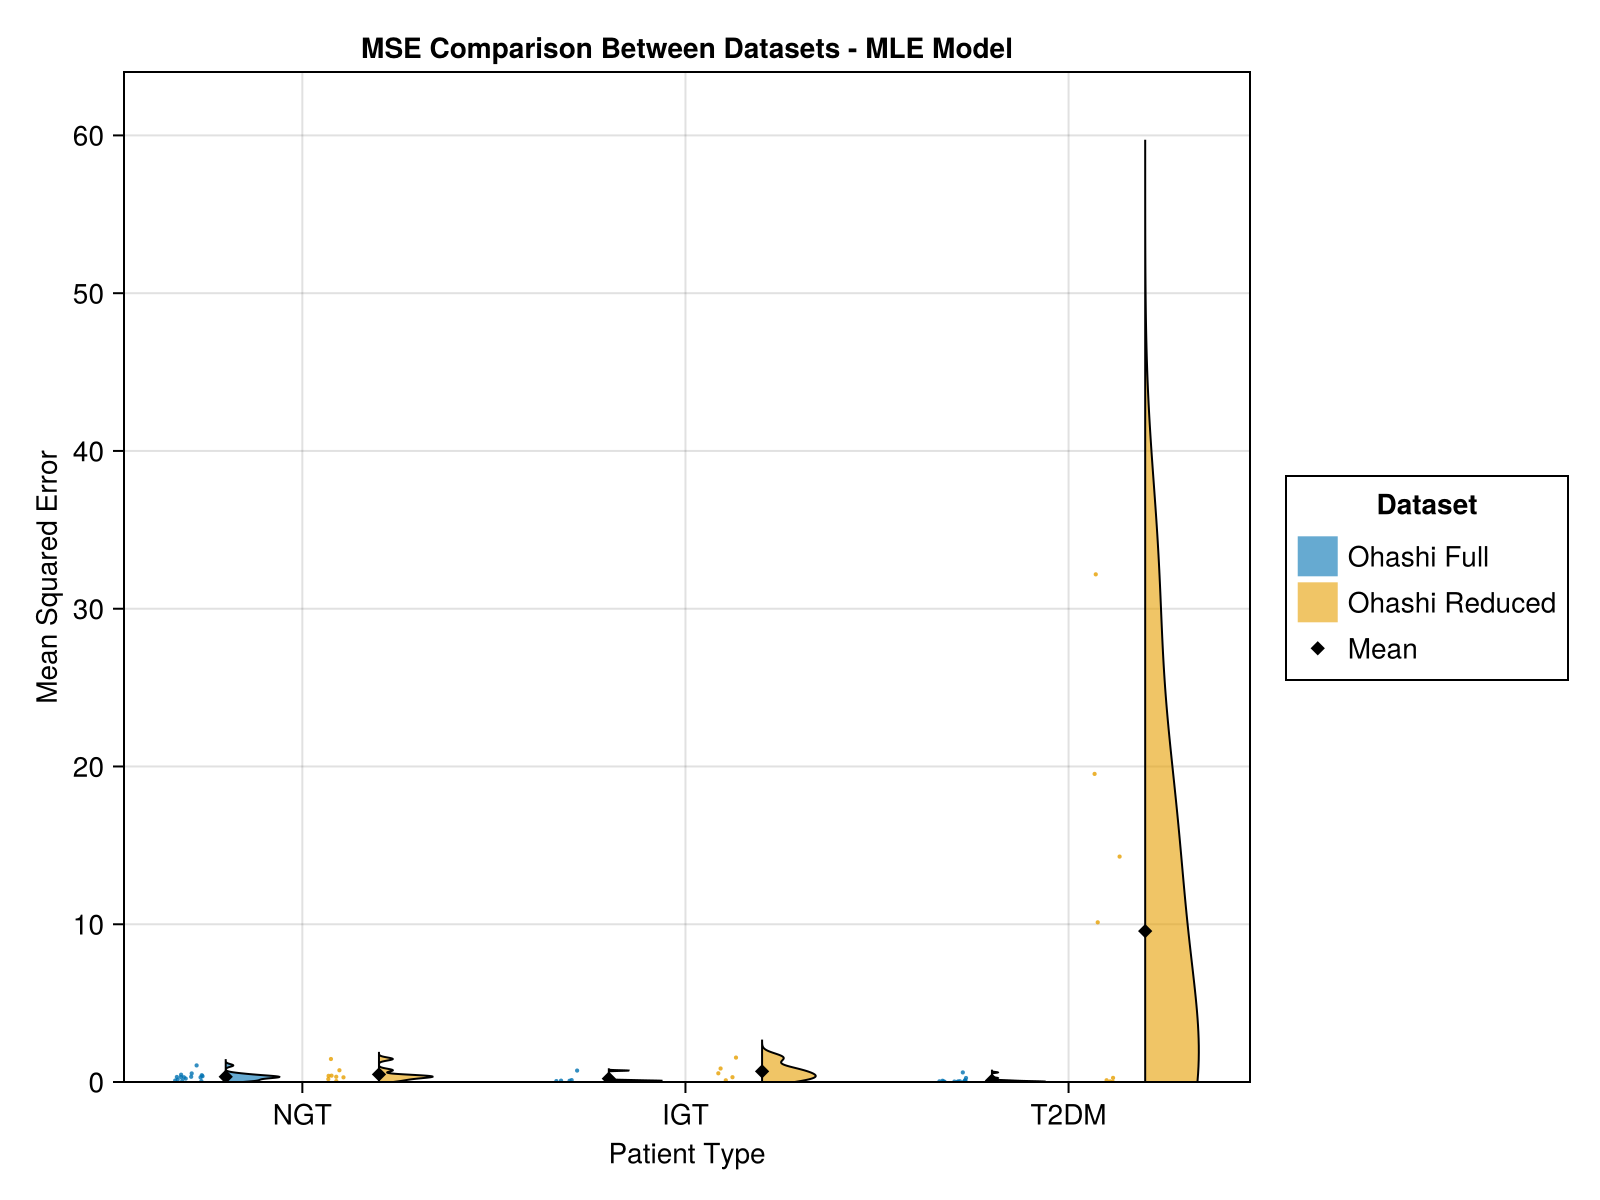 MSE Comparison Between Datasets - MLE Model
Mean Squared Error
60
50
40
30
20
10
0
NGT
IGT
T2DM
Patient Type
Dataset
Ohashi Full
Ohashi Reduced
Mean